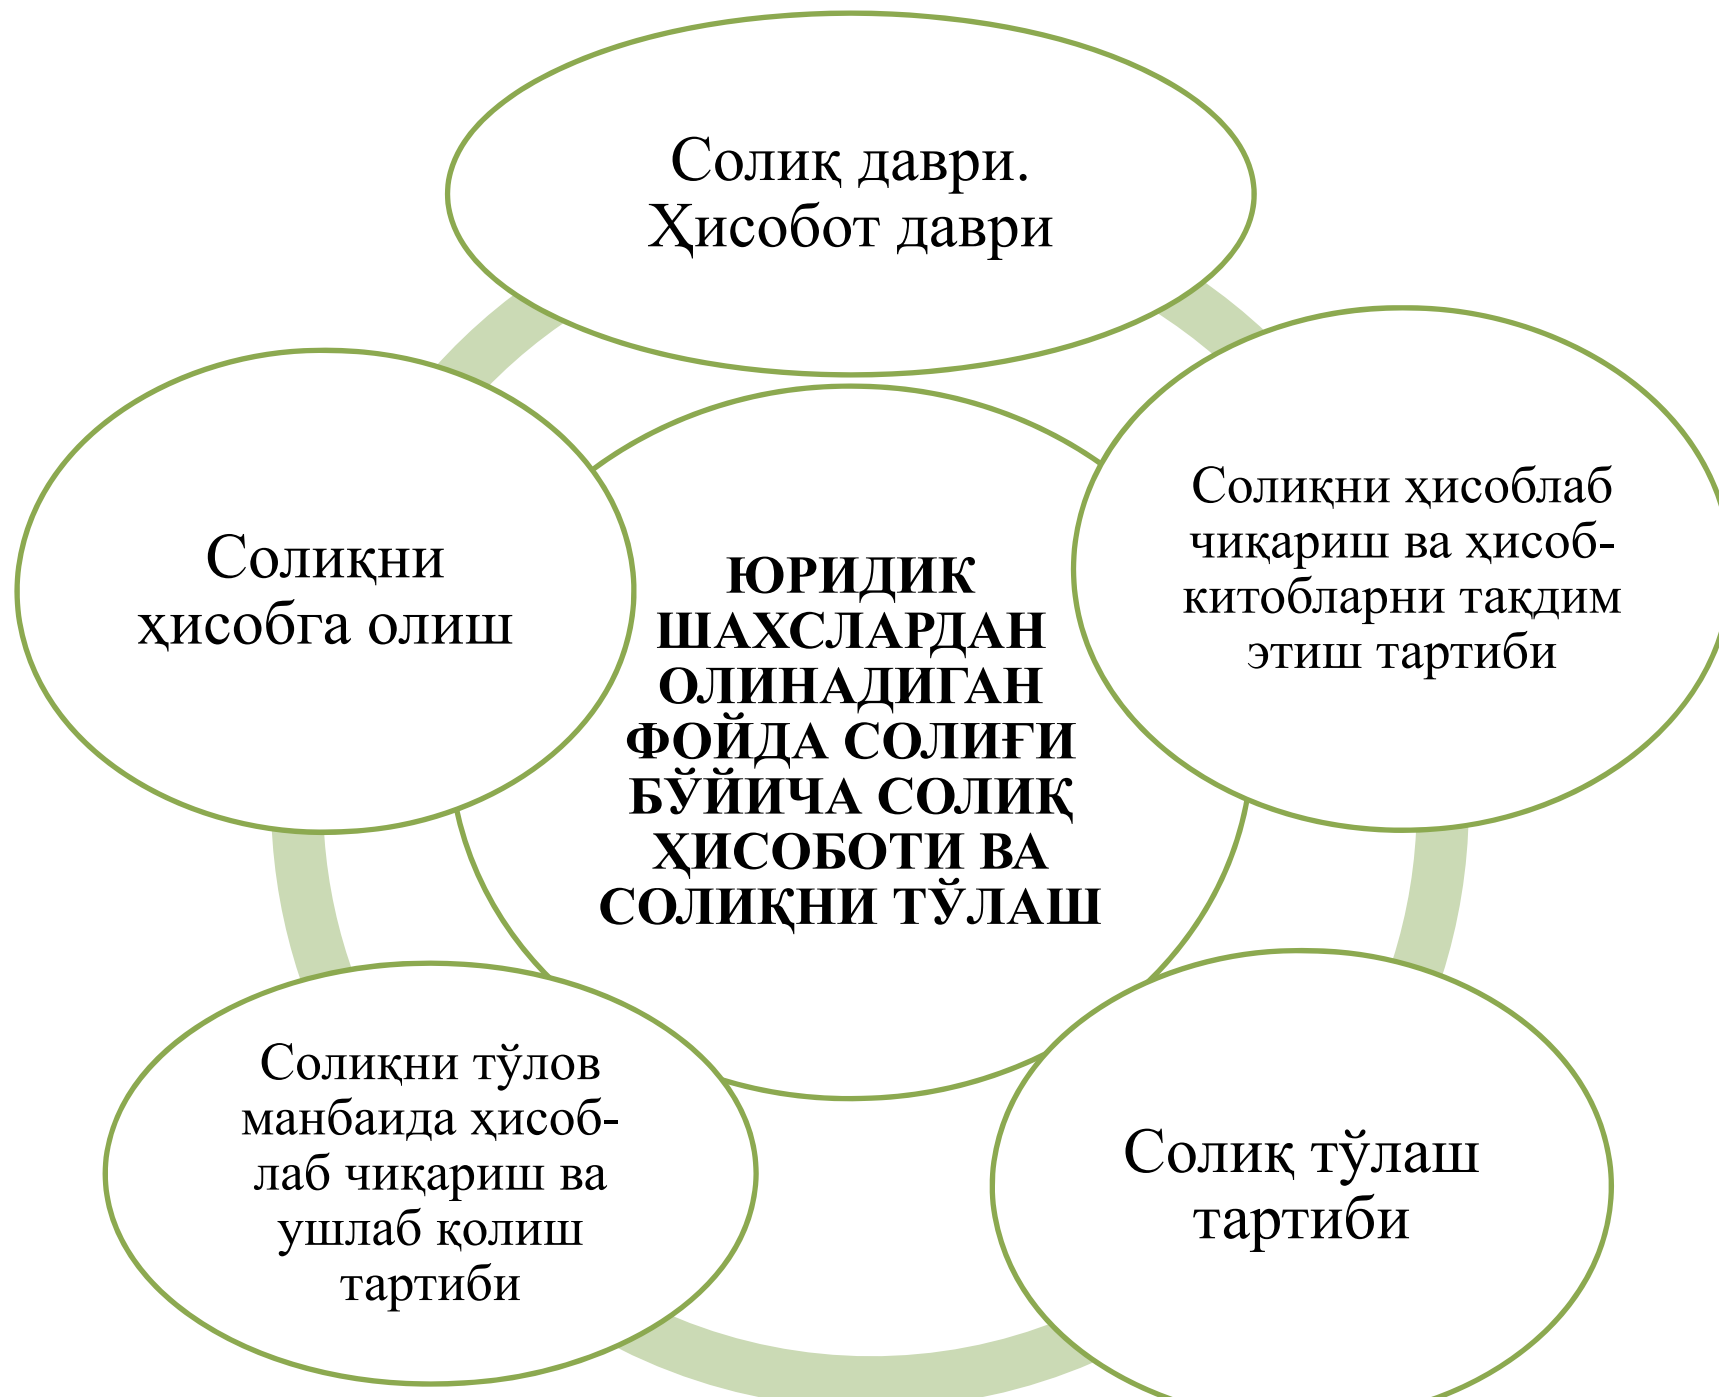 Солиқ даври.
Ҳисобот даври
Солиқни ҳисоблаб
чиқариш ва ҳисоб-
китобларни тақдим
этиш тартиби
Солиқ тўлаш
тартиби
Солиқни тўлов
манбаида ҳисоб-
лаб чиқариш ва
ушлаб қолиш
тартиби
Солиқни
ҳисобга олиш
ЮРИДИК
ШАХСЛАРДАН
ОЛИНАДИГАН
ФОЙДА СОЛИҒИ
БЎЙИЧА СОЛИҚ
ҲИСОБОТИ ВА
СОЛИҚНИ ТЎЛАШ